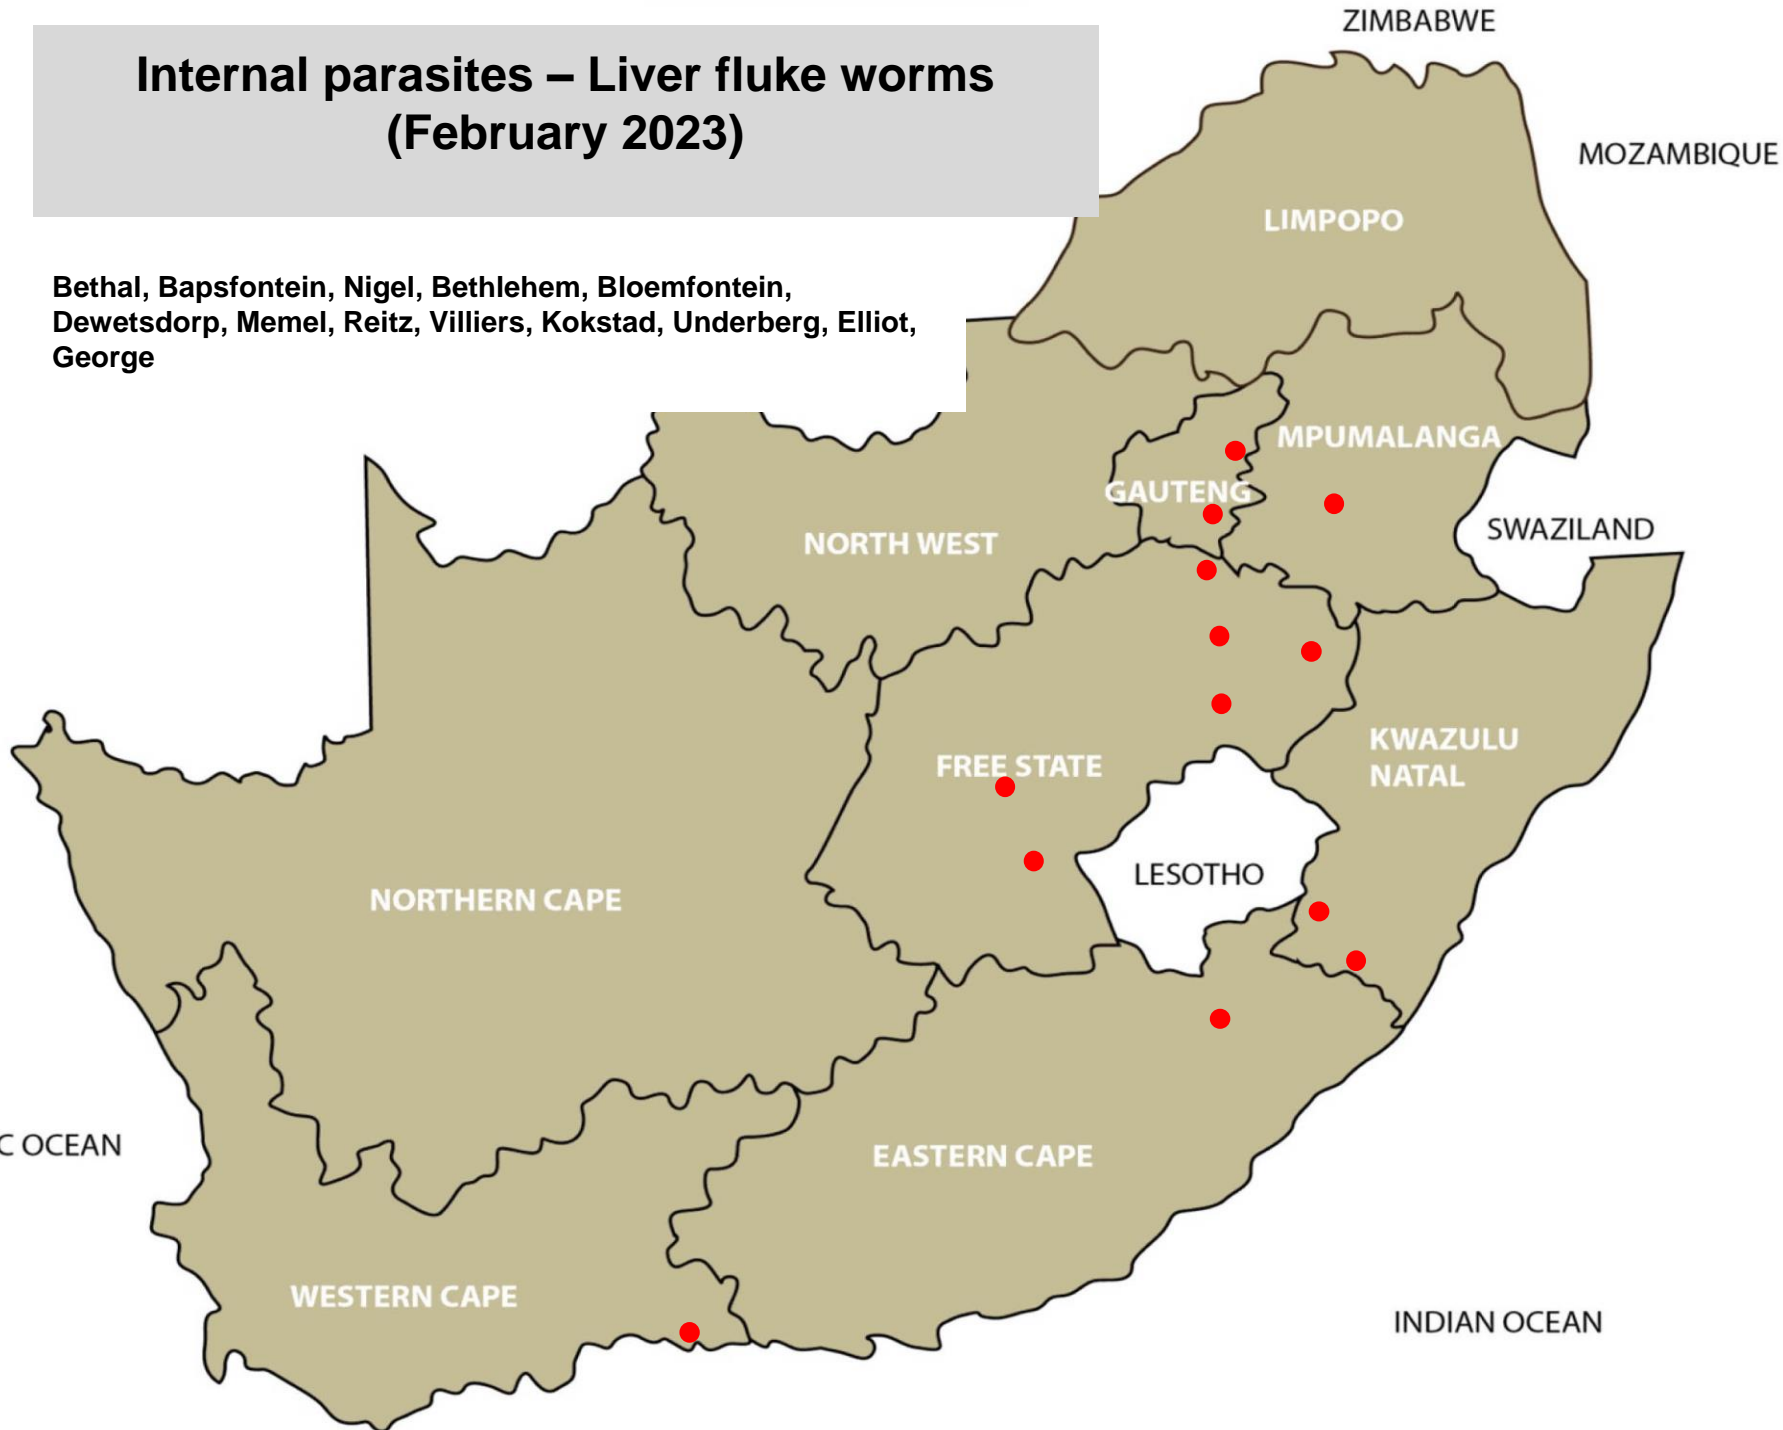 ZIMBABWE
Internal parasites – Liver fluke worms
(February 2023)
MOZAMBIQUE
LIMPOPO
Bethal, Bapsfontein, Nigel, Bethlehem, Bloemfontein,
Dewetsdorp, Memel, Reitz, Villiers, Kokstad, Underberg, Elliot,
George
MPUMALANGA
GAUTENG
SWAZILAND
NORTH WEST
KWAZULU
NATAL
FREE STATE
LESOTHO
NORTHERN CAPE
C OCEAN
EASTERN CAPE
WESTERN CAPE
INDIAN OCEAN